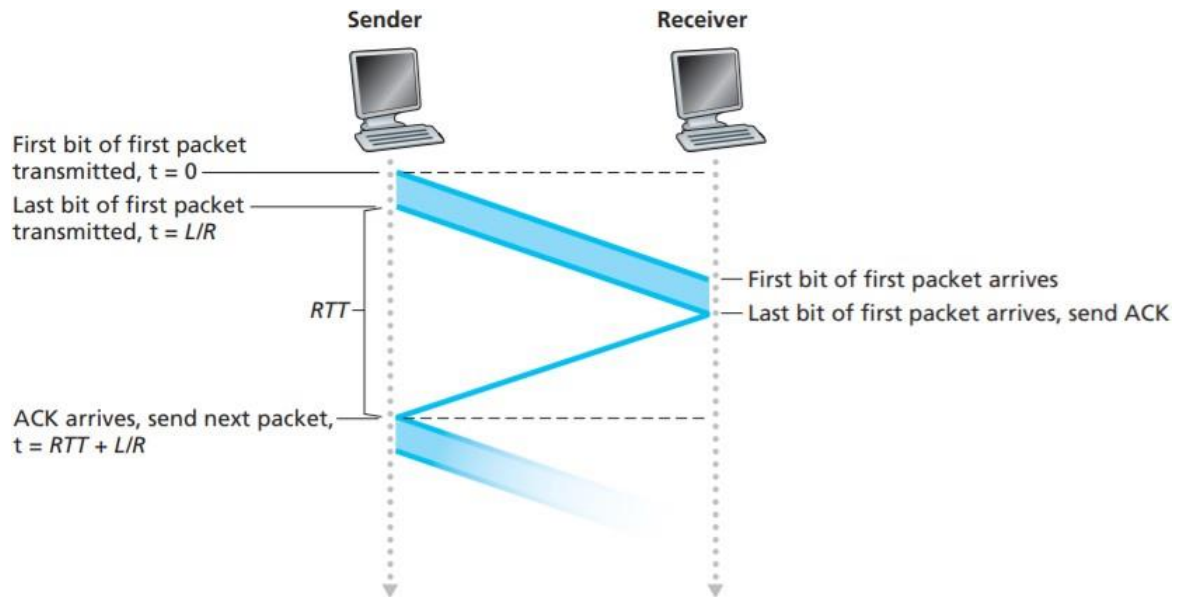 Sender
Receiver
First bit of first packet
transmitted, t = 0
Last bit of first packet
transmitted, t = L/R
First bit of first packet arrives
Last bit of first packet arrives, send ACK
RTT
ACK arrives, send next packet,
t = RTT + L/R